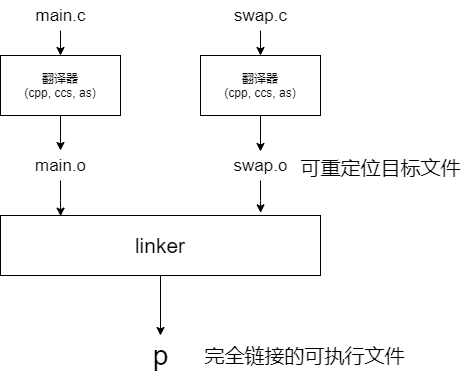 main.c
swap.c
翻译器
(cpp, ccs, as)
翻译器
(cpp, ccs, as)
main.o
swap.o
可重定位目标文件
linker
p
完全链接的可执行文件